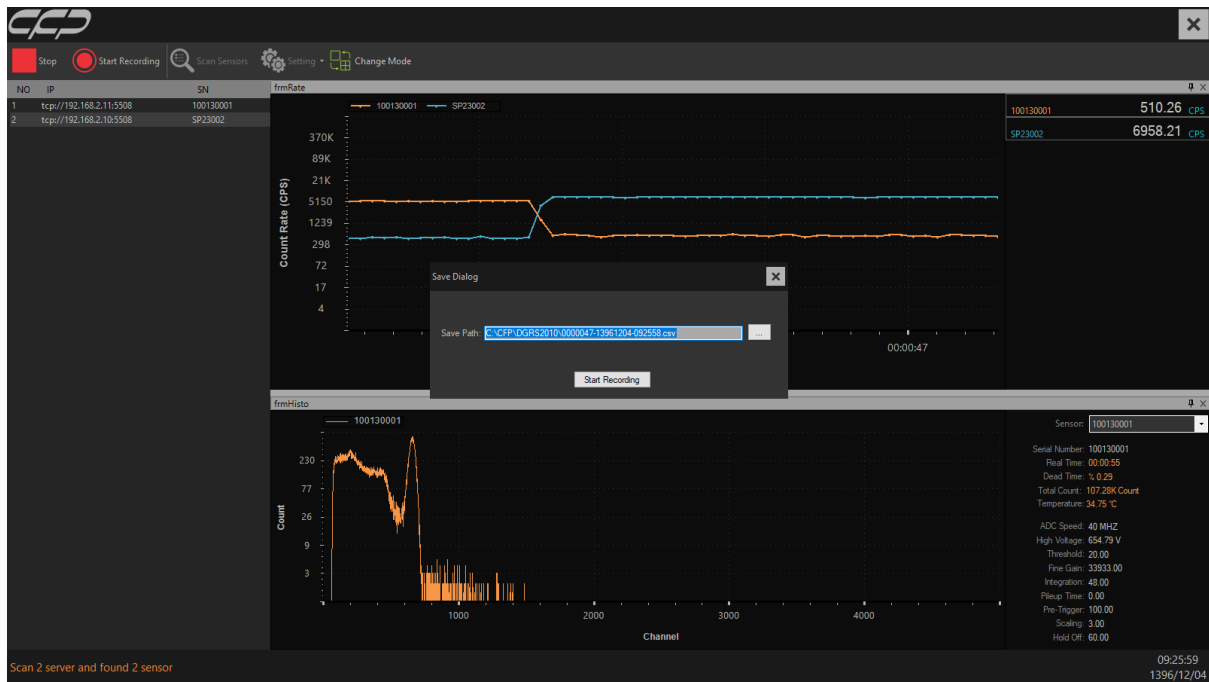 CFP
Stop Start Recording Scan Sensors Setting Change Mode
NO IP SN
1 tcp://192.168.2.11:5508 100130001
2 tcp://192.168.2.10:5508 SP23002
frmRate
100130001 SP23002
370K
89K
21K
5150
1239
298
72
17
4
Count Rate (CPS)
00:00:47
100130001 510.26 CPS
SP23002 6958.21 CPS
Save Dialog
Save Path: C:\CFP\DGRS2010\0000047-13961204-092558.csv ...
Start Recording
frmHisto
100130001
230
77
26
9
3
Count
1000 2000 3000 4000
Channel
Sensor: 100130001
Serial Number: 100130001
Real Time: 00:00:55
Dead Time: % 0.29
Total Count: 107.28K Count
Temperature: 34.75 °C
ADC Speed: 40 MHZ
High Voltage: 654.79 V
Threshold: 20.00
Fine Gain: 33933.00
Integration: 48.00
Pileup Time: 0.00
Pre-Trigger: 100.00
Scaling: 3.00
Hold Off: 60.00
Scan 2 server and found 2 sensor
09:25:59
1396/12/04